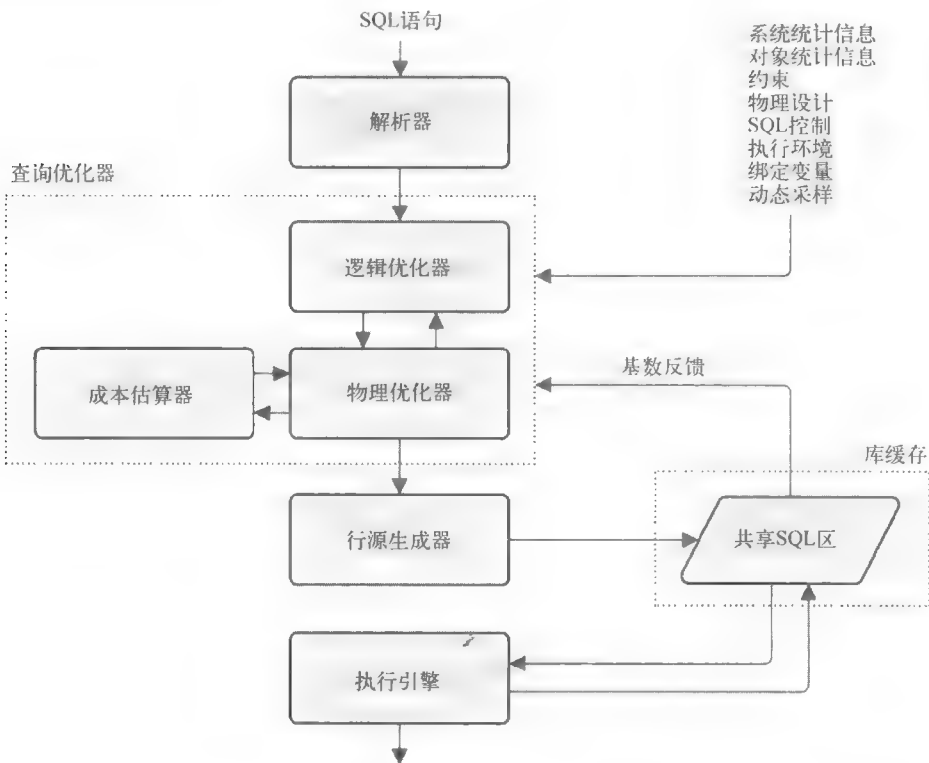 SQL语句
系统统计信息
对象统计信息
约束
物理设计
SQL控制
执行环境
绑定变量
动态采样
解析器
查询优化器
逻辑优化器
成本估算器
物理优化器
基数反馈
库缓存
行源生成器
共享SQL区
执行引擎